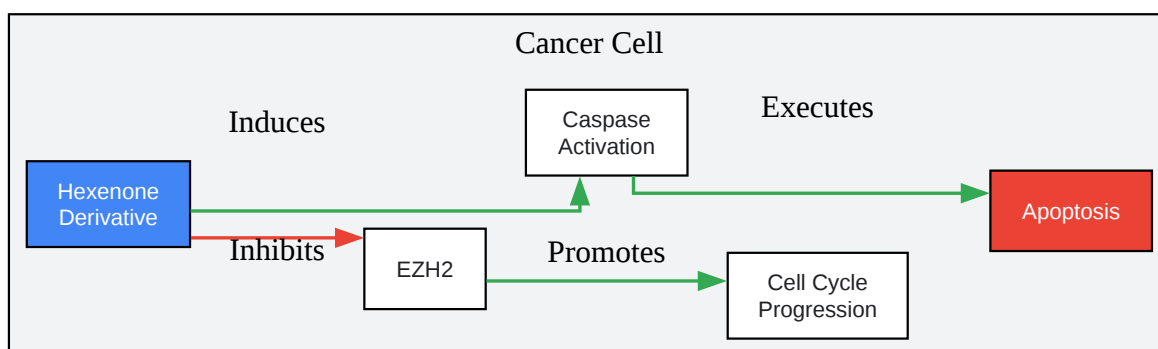 Cancer Cell
Induces
Caspase
Activation
Executes
Hexenone
Derivative
Apoptosis
Inhibits
EZH2
Promotes
Cell Cycle
Progression